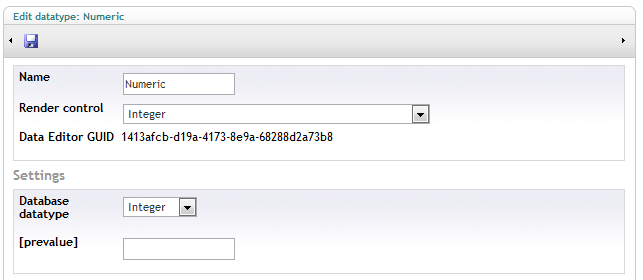 Edit datatype: Numeric
Name Numeric
Render control Integer
Data Editor GUID 1413afcb-d19a-4173-8e9a-68288d2a73b8
Settings
Database
datatype Integer
[prevalue]